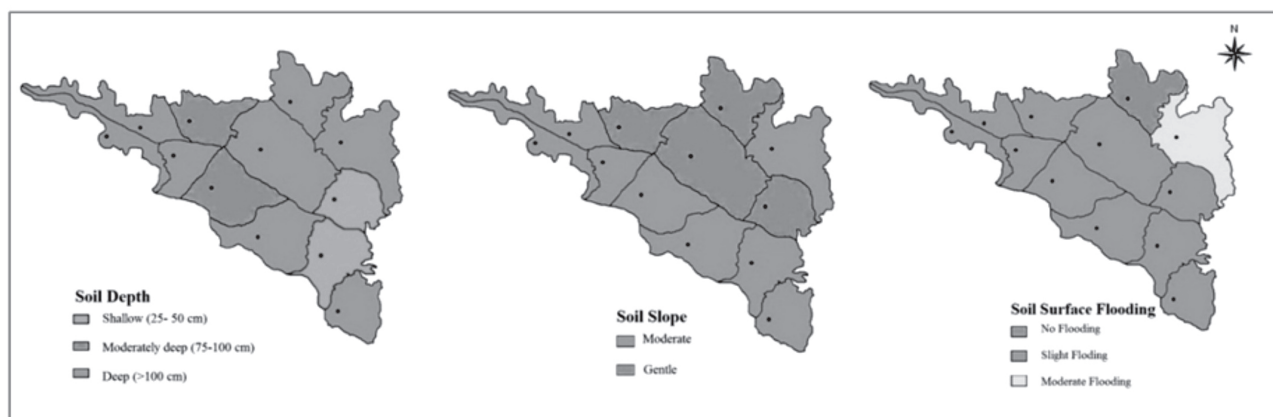 N
Soil Depth
Shallow (25- 50 cm)
Moderately deep (75-100 cm)
Deep (>100 cm)
Soil Slope
Moderate
Gentle
Soil Surface Flooding
No Flooding
Slight Floding
Moderate Flooding